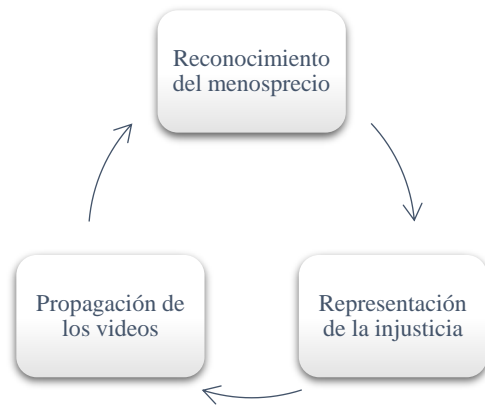 Reconocimiento
del menosprecio
Representación
de la injusticia
Propagación de
los videos